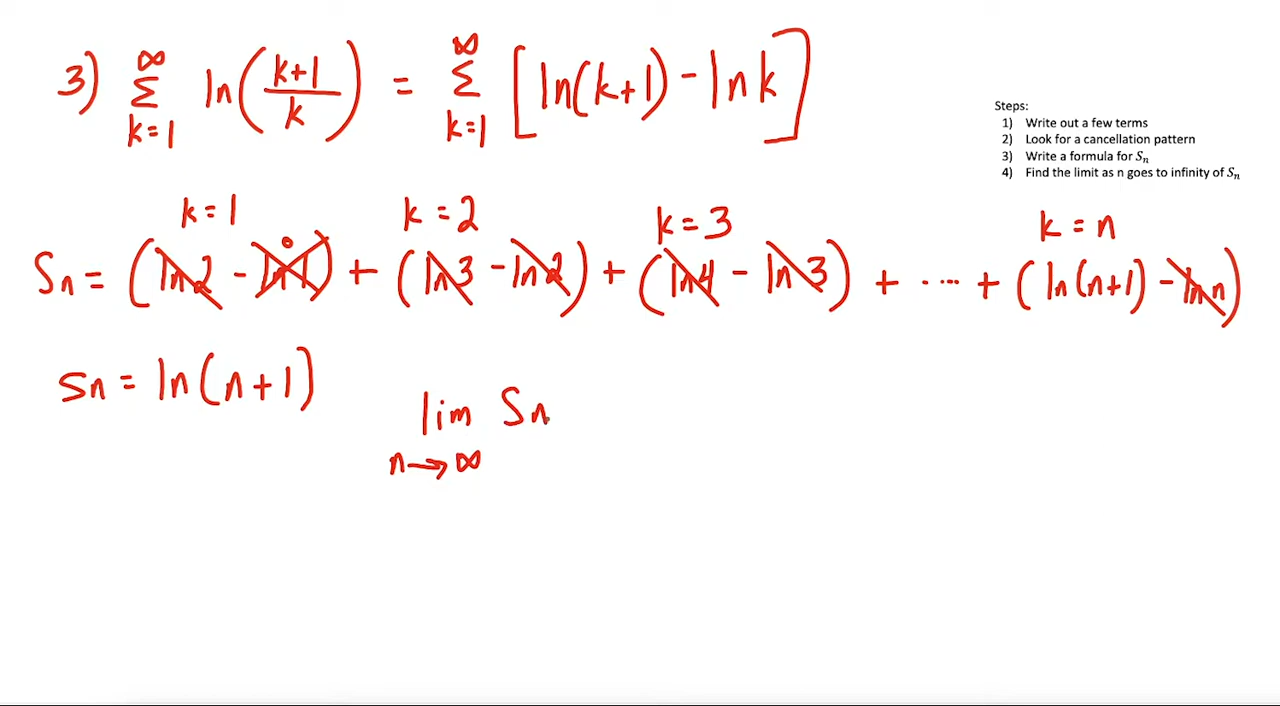 3) ∞Σk=1 ln((k+1)/k) = ∞Σk=1 [ln(k+1) - ln k]
Steps:
1) Write out a few terms
2) Look for a cancellation pattern
3) Write a formula for Sₙ
4) Find the limit as n goes to infinity of Sₙ
k=1 k=2 k=3 k=n
0
Sn = (ln2 - ln1) + (ln3 - ln2) + (ln4 - ln3) + ···· + (ln(n+1) - ln n)
Sn = ln(n+1)
lim Sn
n→∞